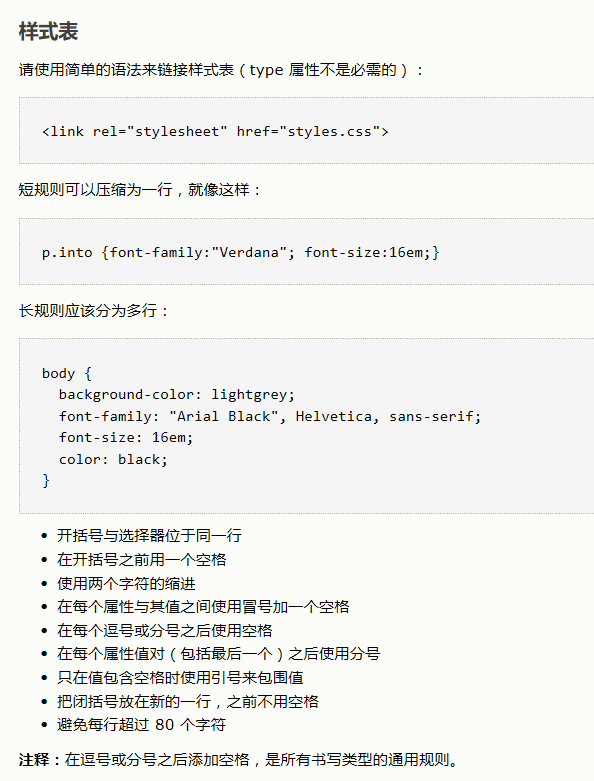 样式表
请使用简单的语法来链接样式表（type 属性不是必需的）：
<link rel="stylesheet" href="styles.css">
短规则可以压缩为一行，就像这样：
p.into {font-family:"Verdana"; font-size:16em;}
长规则应该分为多行：
body {
  background-color: lightgrey;
  font-family: "Arial Black", Helvetica, sans-serif;
  font-size: 16em;
  color: black;
}
• 开括号与选择器位于同一行
• 在开括号之前用一个空格
• 使用两个字符的缩进
• 在每个属性与其值之间使用冒号加一个空格
• 在每个逗号或分号之后使用空格
• 在每个属性值对（包括最后一个）之后使用分号
• 只在值包含空格时使用引号来包围值
• 把闭括号放在新的一行，之前不用空格
• 避免每行超过 80 个字符
注释：在逗号或分号之后添加空格，是所有书写类型的通用规则。